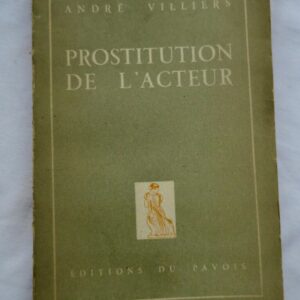 ANDRÉ VILLIERS
PROSTITUTION
DE L'ACTEUR
EDITIONS DU PAVOIS